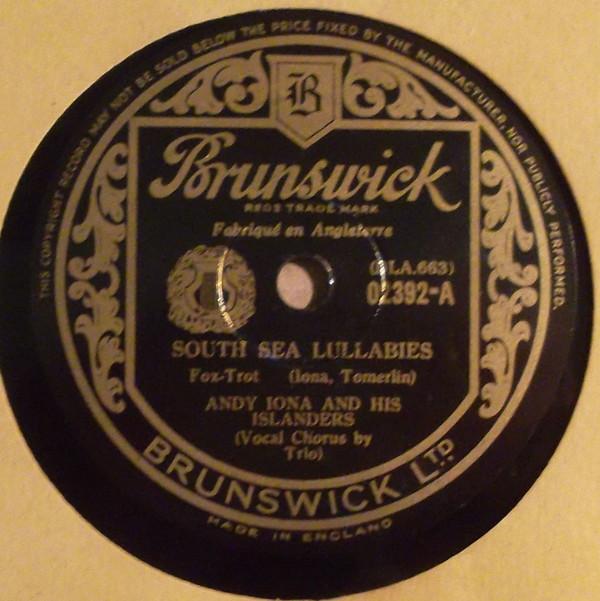 THIS COPYRIGHT RECORD MAY NOT BE SOLD BELOW THE PRICE FIXED BY THE MANUFACTURER, NOR PUBLICLY PERFORMED.
B
Brunswick
REGD TRADE MARK
Fabriqué en Angleterre
LA.663)
02392-A
SOUTH SEA LULLABIES
Fox-Trot (Iona, Tomerlin)
ANDY IONA AND HIS
ISLANDERS
(Vocal Chorus by
Trio)
BRUNSWICK LTD
MADE IN ENGLAND